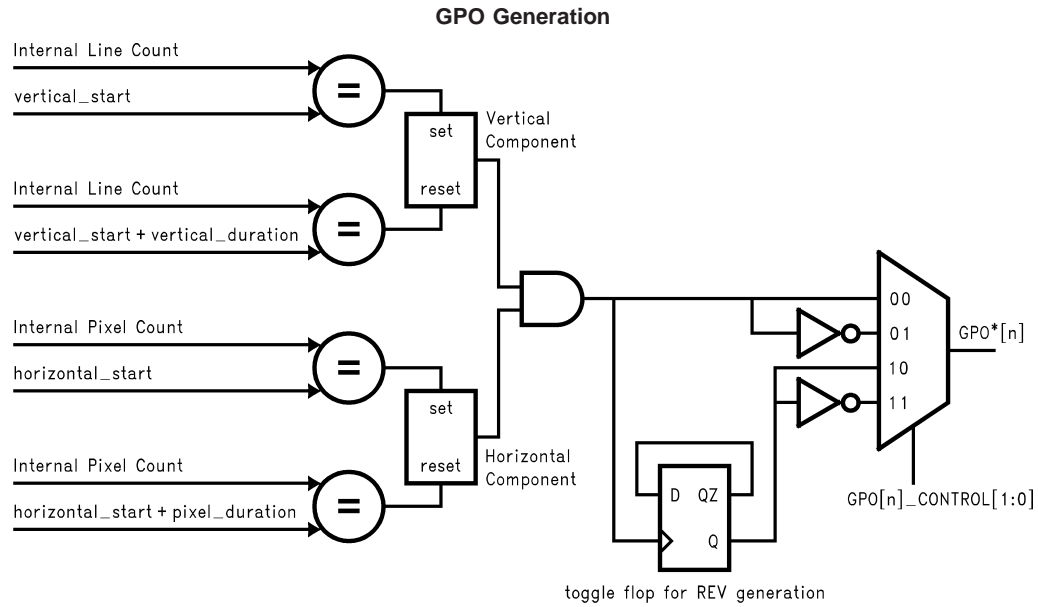 GPO Generation
Internal Line Count
vertical_start
=
set
reset
Vertical
Component
Internal Line Count
vertical_start + vertical_duration
=
Internal Pixel Count
horizontal_start
=
set
reset
Horizontal
Component
Internal Pixel Count
horizontal_start + pixel_duration
=
00
01
10
11
GPO*[n]
GPO[n]_CONTROL[1:0]
D QZ
Q
toggle flop for REV generation